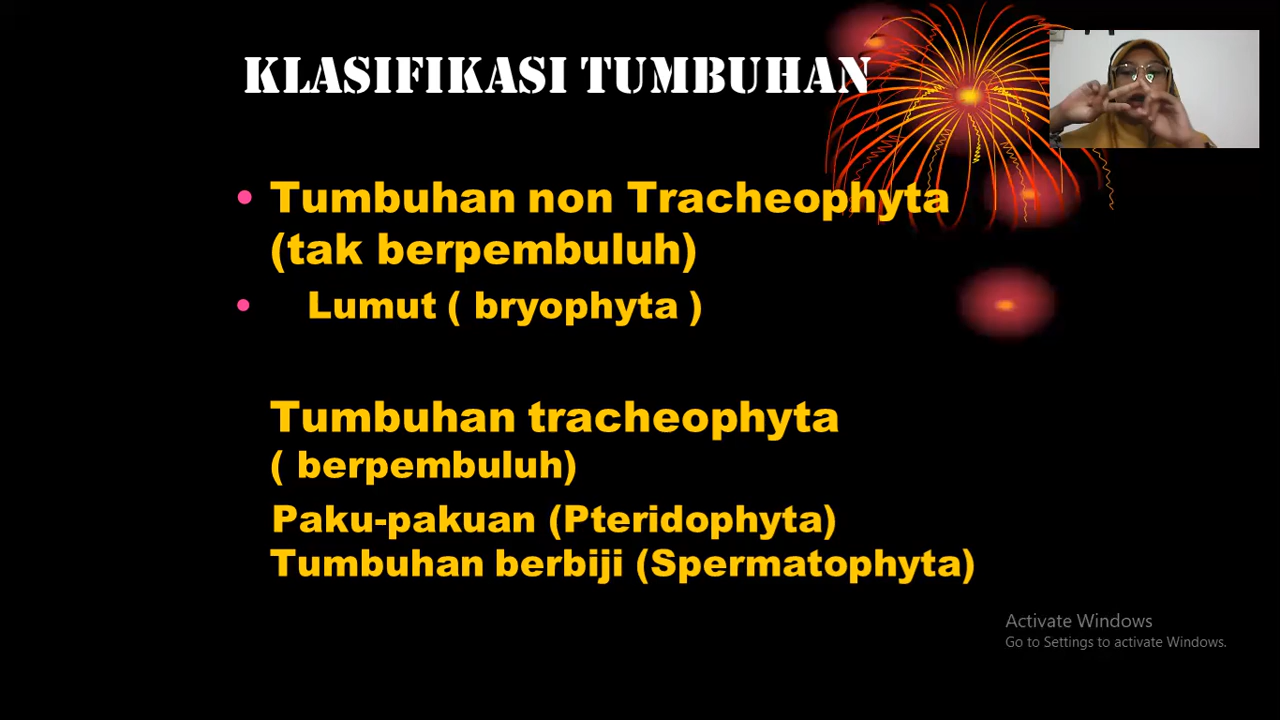 KLASIFIKASI TUMBUHAN
• Tumbuhan non Tracheophyta
(tak berpembuluh)
• Lumut ( bryophyta )
Tumbuhan tracheophyta
( berpembuluh)
Paku-pakuan (Pteridophyta)
Tumbuhan berbiji (Spermatophyta)
Activate Windows
Go to Settings to activate Windows.